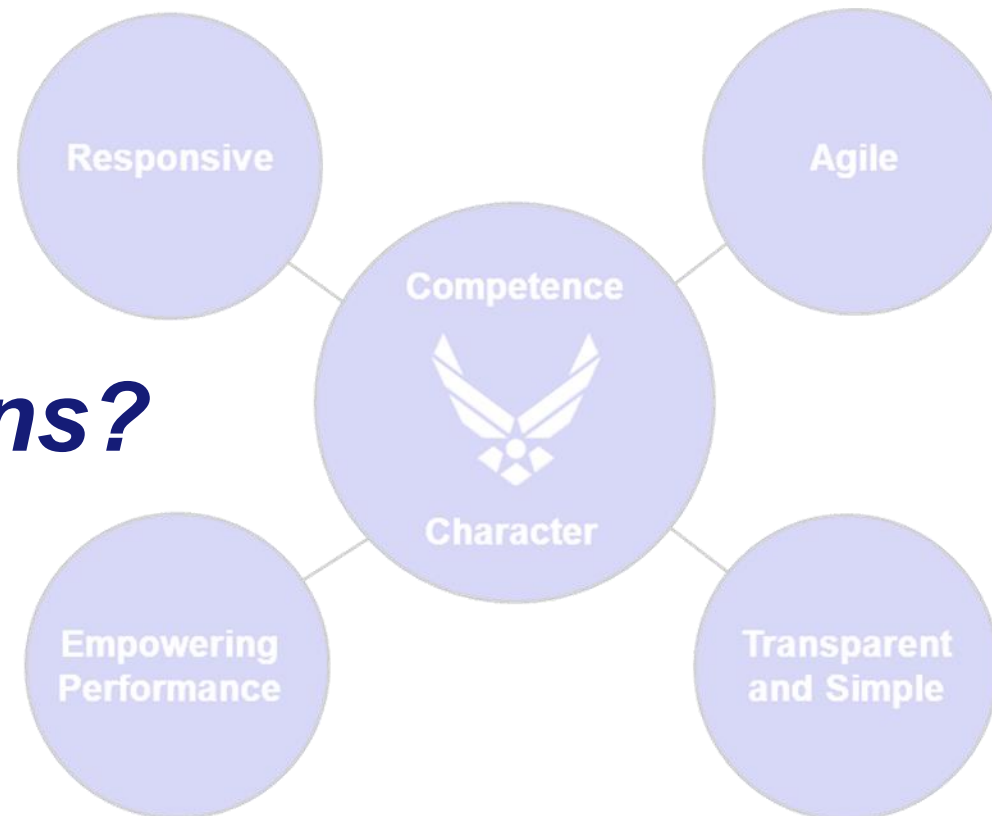 Responsive
Agile
Competence
ns?
Character
Empowering
Performance
Transparent
and Simple